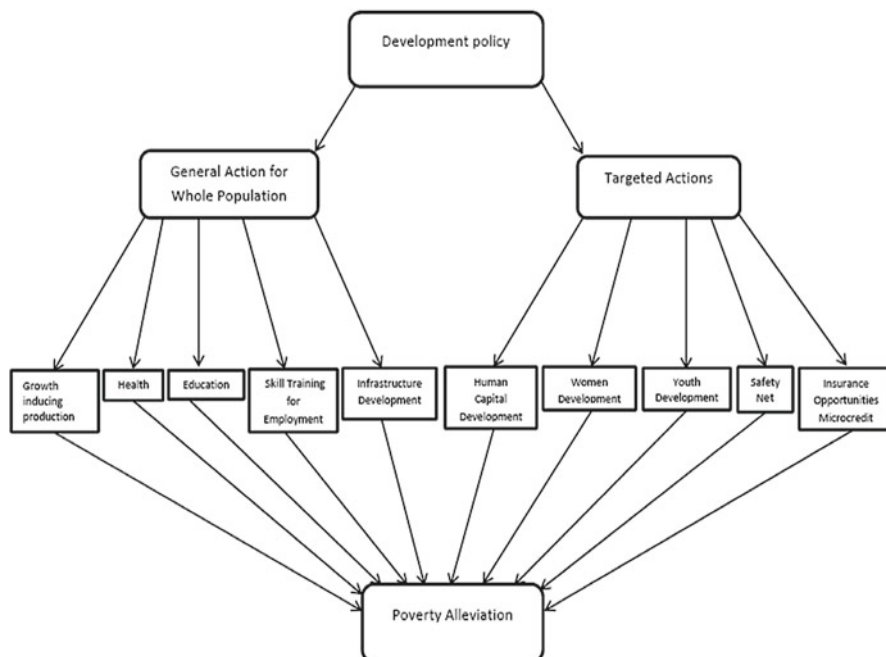 Development policy
General Action for
Whole Population
Targeted Actions
Growth
inducing
production
Health
Education
Skill Training
for
Employment
Infrastructure
Development
Human
Capital
Development
Women
Development
Youth
Development
Safety
Net
Insurance
Opportunities
Microcredit
Poverty Alleviation